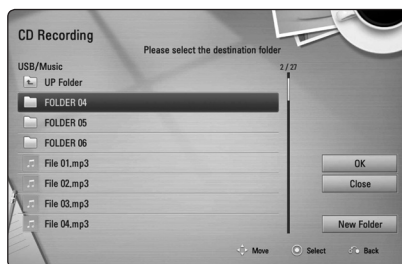 CD Recording
Please select the destination folder
USB/Music
2 / 27
UP Folder
FOLDER 04
FOLDER 05
FOLDER 06
File 01.mp3
File 02.mp3
File 03.mp3
File 04.mp3
OK
Close
New Folder
Move
Select
Back